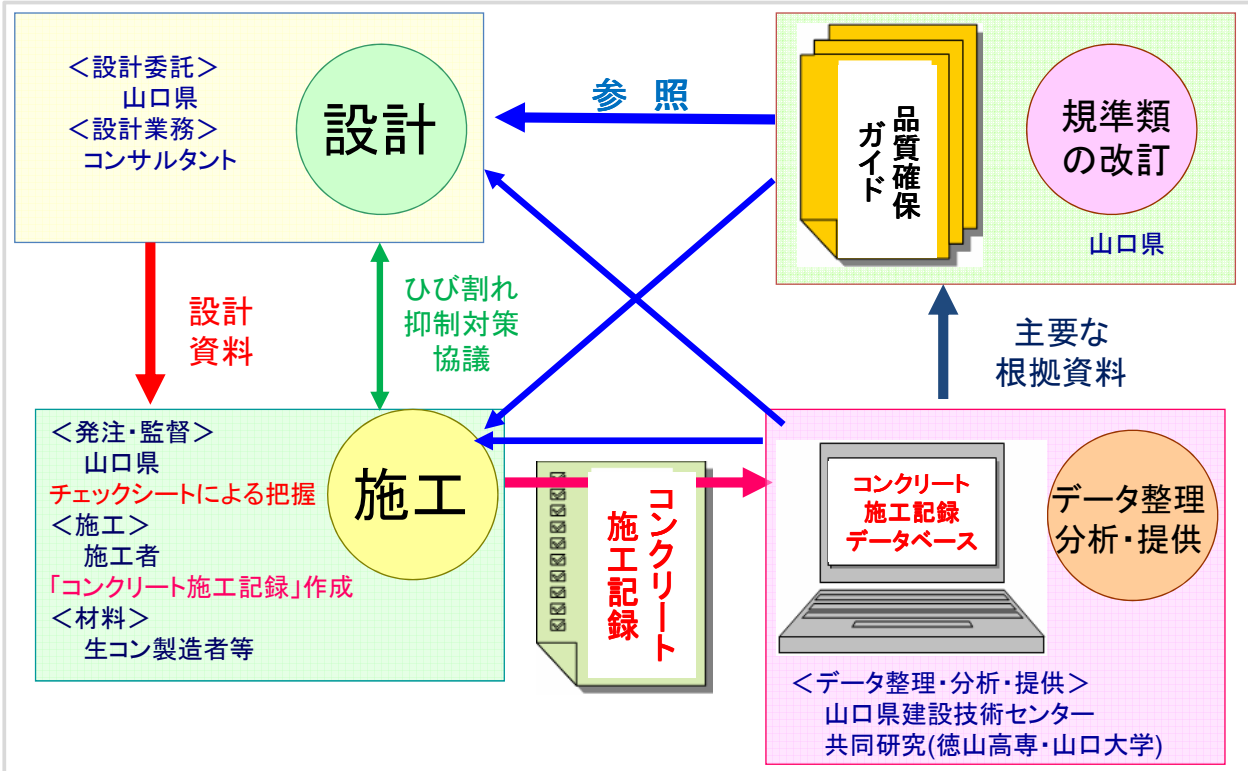 <設計委託>
山口県
<設計業務>
コンサルタント
設計
参 照
品質確保
ガイド
規準類
の改訂
山口県
設計
資料
ひび割れ
抑制対策
協議
主要な
根拠資料
<発注・監督>
山口県
チェックシートによる把握
<施工>
施工者
「コンクリート施工記録」作成
<材料>
生コン製造者等
施工
コンクリート
施工記録
コンクリート
施工記録
データベース
データ整理
分析・提供
<データ整理・分析・提供>
山口県建設技術センター
共同研究(徳山高専・山口大学)